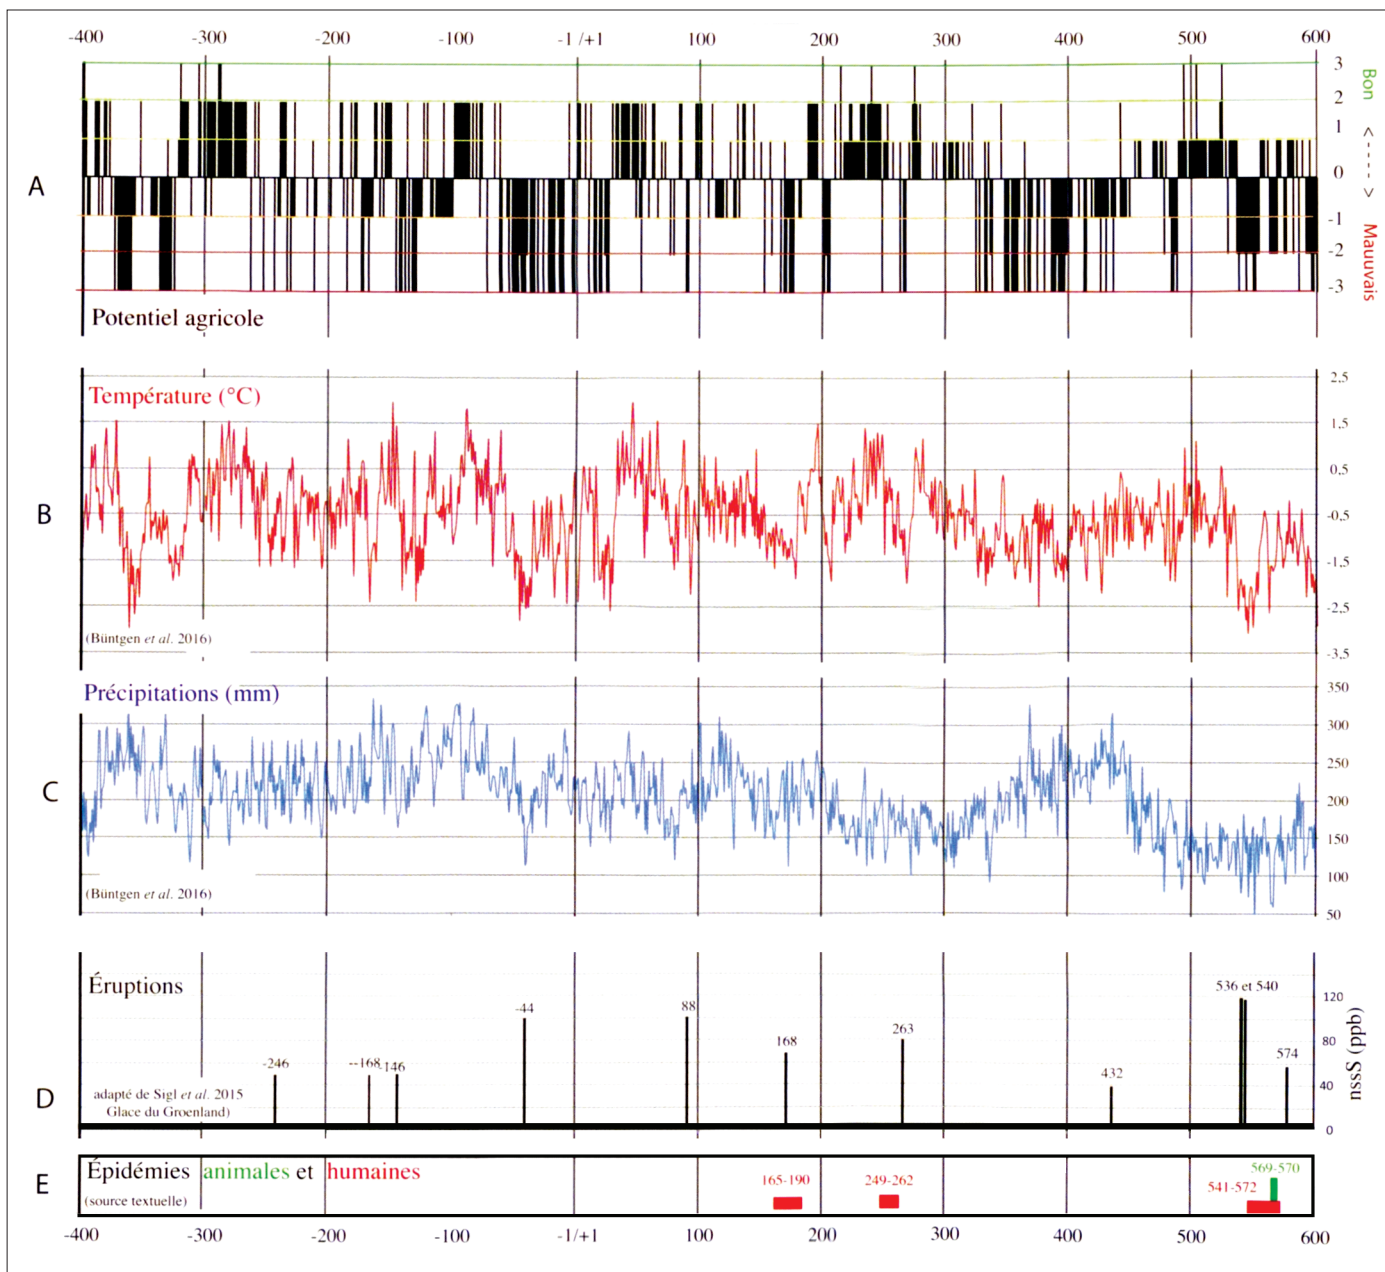 -400 -300 -200 -100 -1 /+1 100 200 300 400 500 600
A
3
2
1
0
-1
-2
-3
Bon <----> Mauuvais
Potentiel agricole
B
Température (°C)
2.5
1.5
0,5
-0,5
-1,5
-2,5
-3,5
(Büntgen et al. 2016)
C
Précipitations (mm)
350
300
250
200
150
100
50
(Büntgen et al. 2016)
D
Éruptions
-246
--168
-146
-44
88
168
263
432
536 et 540
574
120
80
40
0
nsss S (ppb)
adapté de Sigl et al. 2015
Glace du Groenland)
E
Épidémies animales et humaines
(source textuelle)
165-190
249-262
541-572
569-570
-400 -300 -200 -100 -1/+1 100 200 300 400 500 600